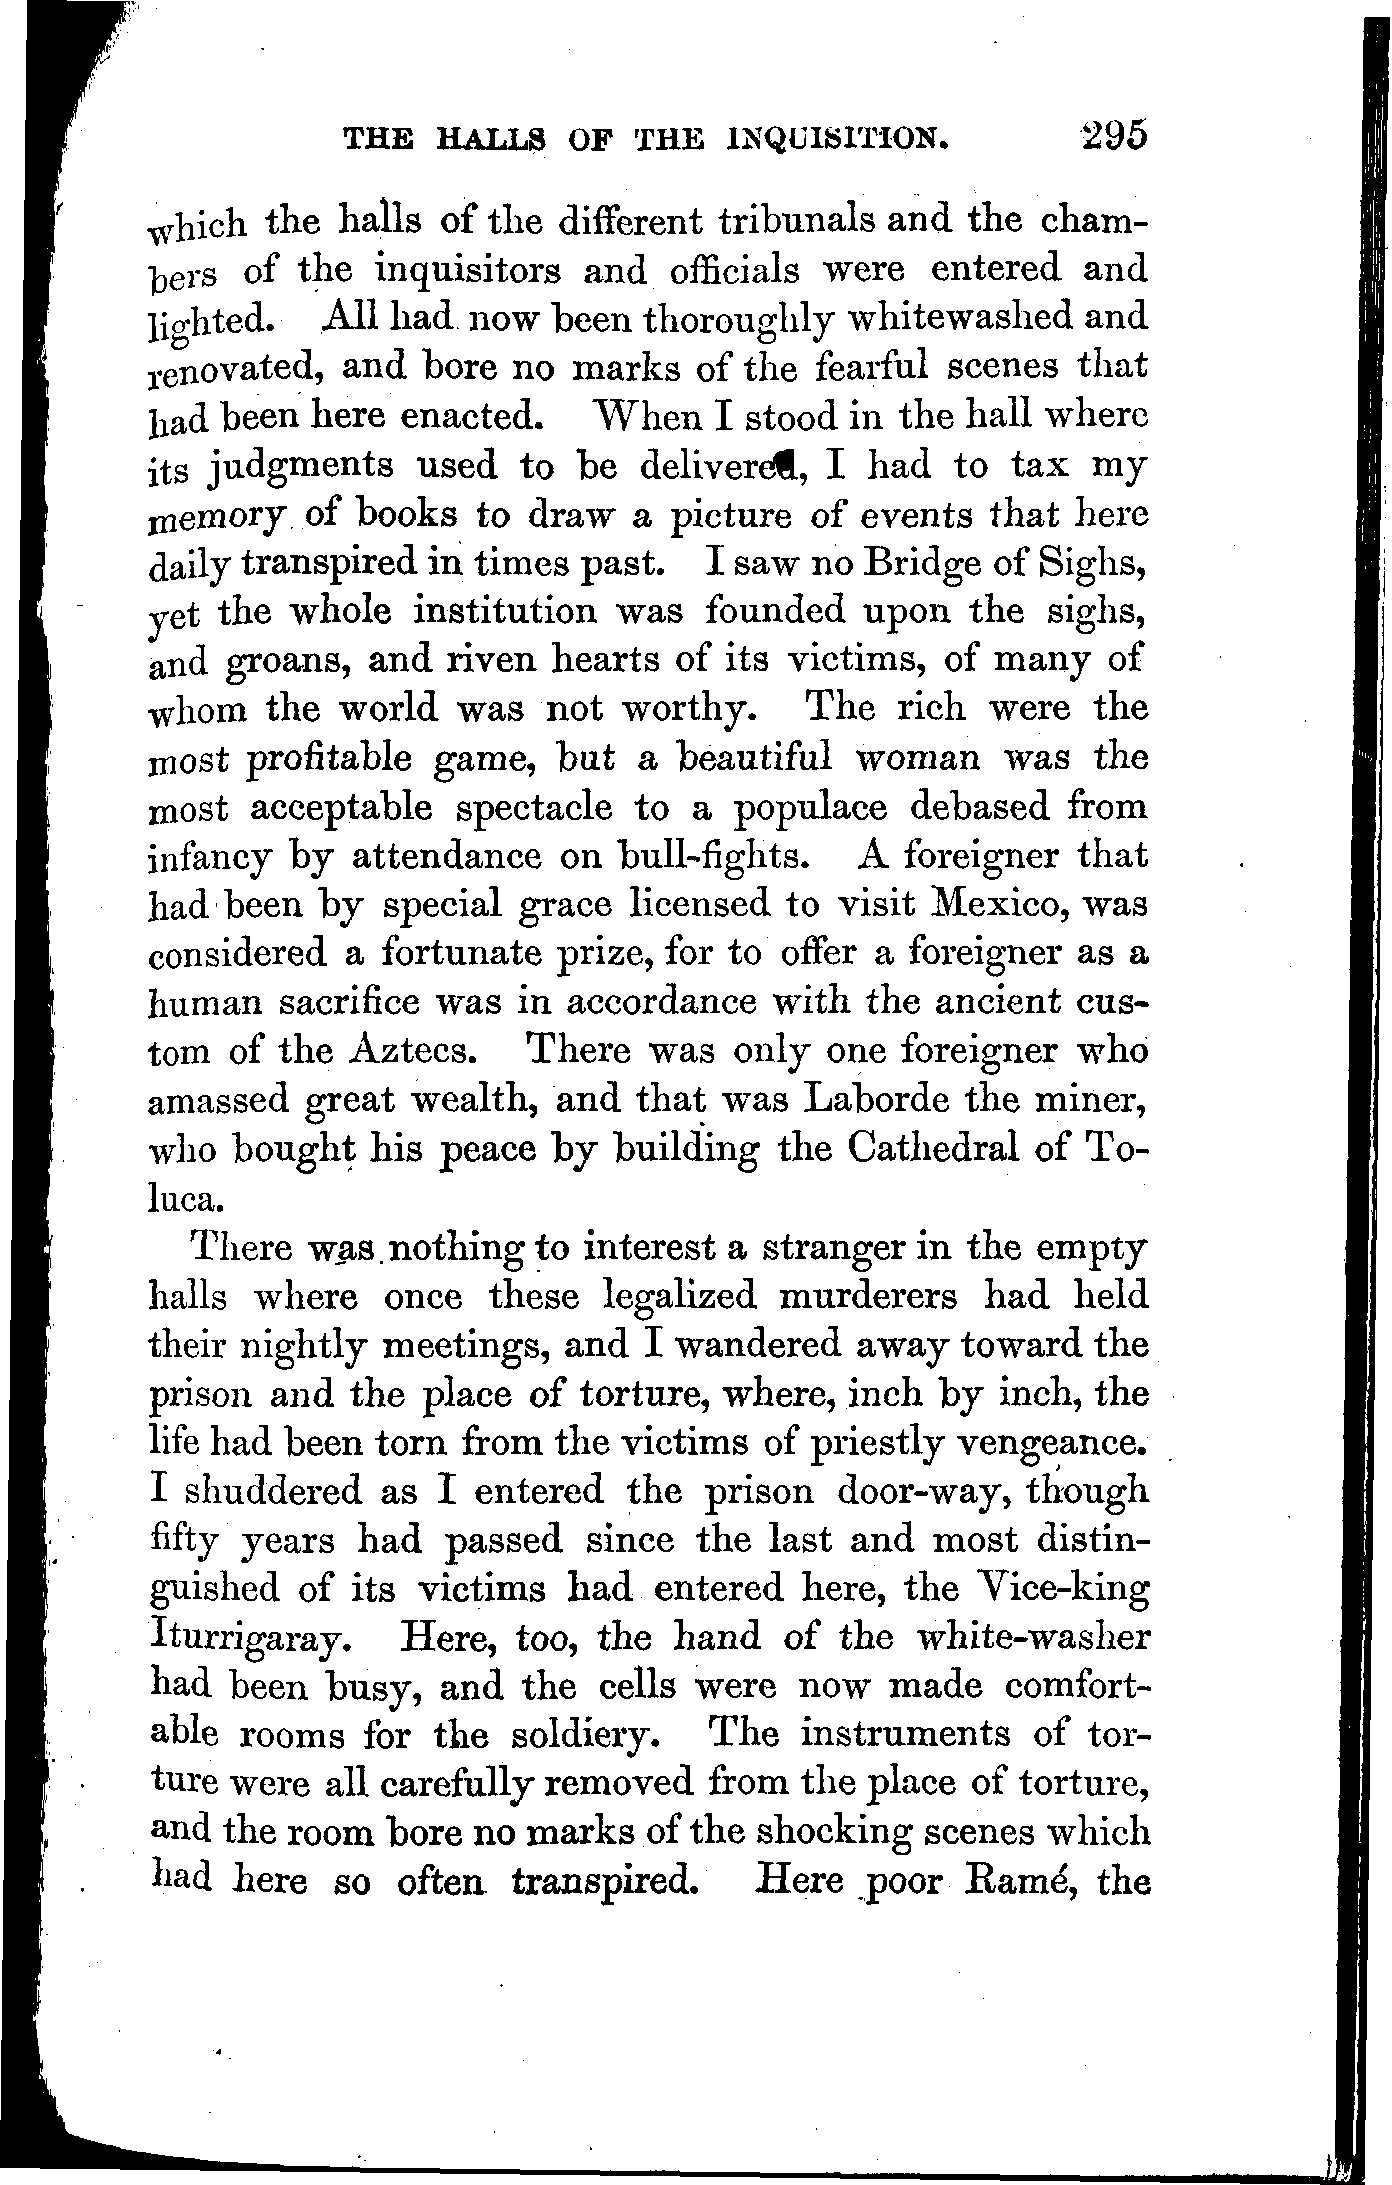 THE HALLS OF THE INQUISITION. 295
which the halls of the different tribunals and the cham-
bers of the inquisitors and officials were entered and
lighted. All had now been thoroughly whitewashed and
renovated, and bore no marks of the fearful scenes that
had been here enacted. When I stood in the hall where
its judgments used to be delivered, I had to tax my
memory of books to draw a picture of events that here
daily transpired in times past. I saw no Bridge of Sighs,
yet the whole institution was founded upon the sighs,
and groans, and riven hearts of its victims, of many of
whom the world was not worthy. The rich were the
most profitable game, but a beautiful woman was the
most acceptable spectacle to a populace debased from
infancy by attendance on bull-fights. A foreigner that
had been by special grace licensed to visit Mexico, was
considered a fortunate prize, for to offer a foreigner as a
human sacrifice was in accordance with the ancient cus-
tom of the Aztecs. There was only one foreigner who
amassed great wealth, and that was Laborde the miner,
who bought his peace by building the Cathedral of To-
luca.
There was nothing to interest a stranger in the empty
halls where once these legalized murderers had held
their nightly meetings, and I wandered away toward the
prison and the place of torture, where, inch by inch, the
life had been torn from the victims of priestly vengeance.
I shuddered as I entered the prison door-way, though
fifty years had passed since the last and most distin-
guished of its victims had entered here, the Vice-king
Iturrigaray. Here, too, the hand of the white-washer
had been busy, and the cells were now made comfort-
able rooms for the soldiery. The instruments of tor-
ture were all carefully removed from the place of torture,
and the room bore no marks of the shocking scenes which
had here so often transpired. Here poor Ramé, the